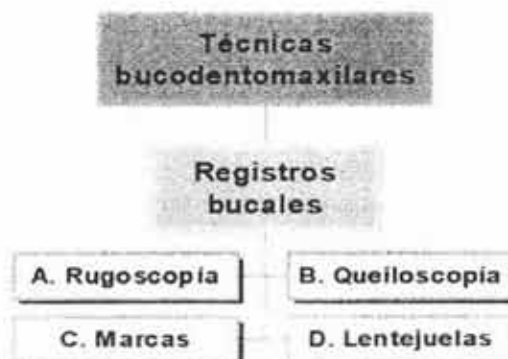 Técnicas
bucodentomaxilares
Registros
bucales
A. Rugoscopía
B. Queiloscopía
C. Marcas
D. Lentejuelas